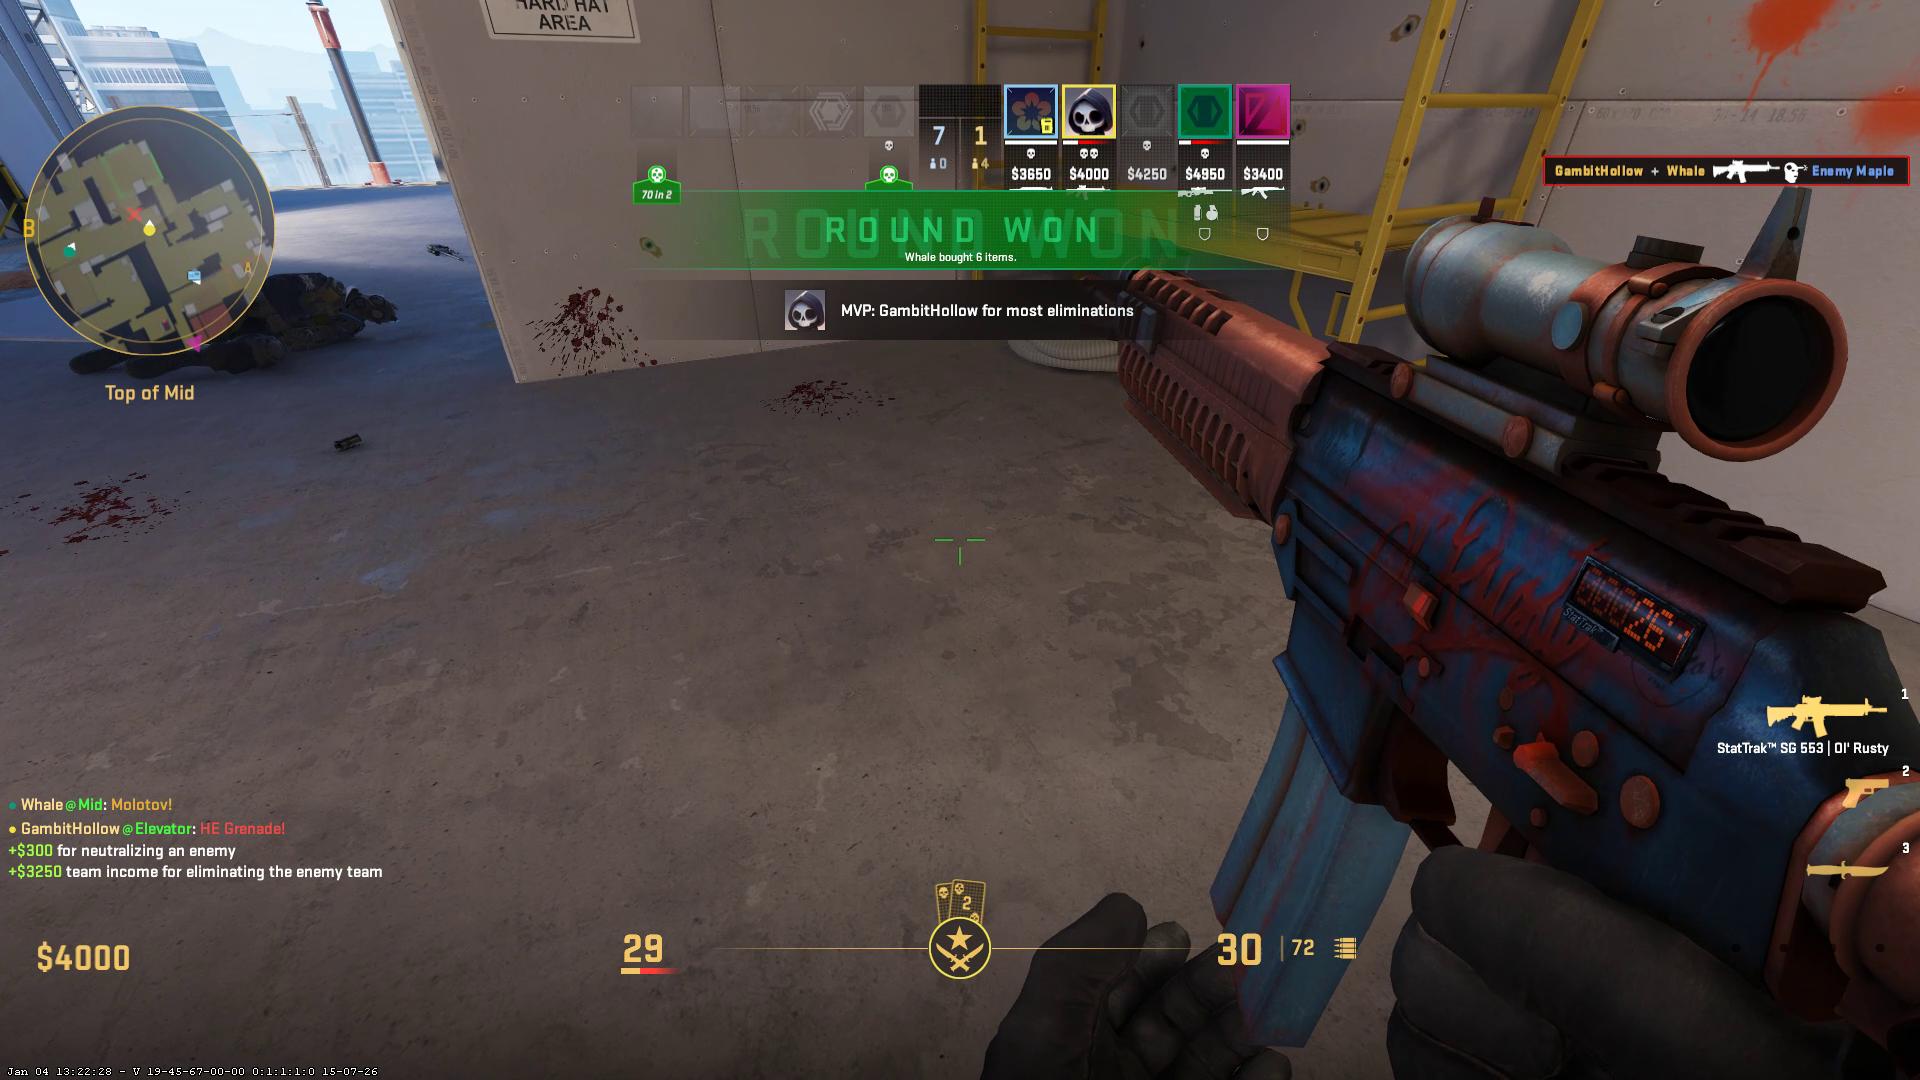 HARD HAT
AREA
7 1
0 4
$3650 $4000 $4250 $4950 $3400
70 in 2
ROUND WON
Whale bought 6 items.
MVP: GambitHollow for most eliminations
GambitHollow + Whale Enemy Maple
B
A
Top of Mid
StatTrak™
1
StatTrak™ SG 553 | Ol' Rusty
2
3
Whale@Mid: Molotov!
GambitHollow@Elevator: HE Grenade!
+$300 for neutralizing an enemy
+$3250 team income for eliminating the enemy team
2
$4000
29
30 | 72
Jan 04 13:22:28 - V 19-45-67-00-00 0:1:1:1:0 15-07-26